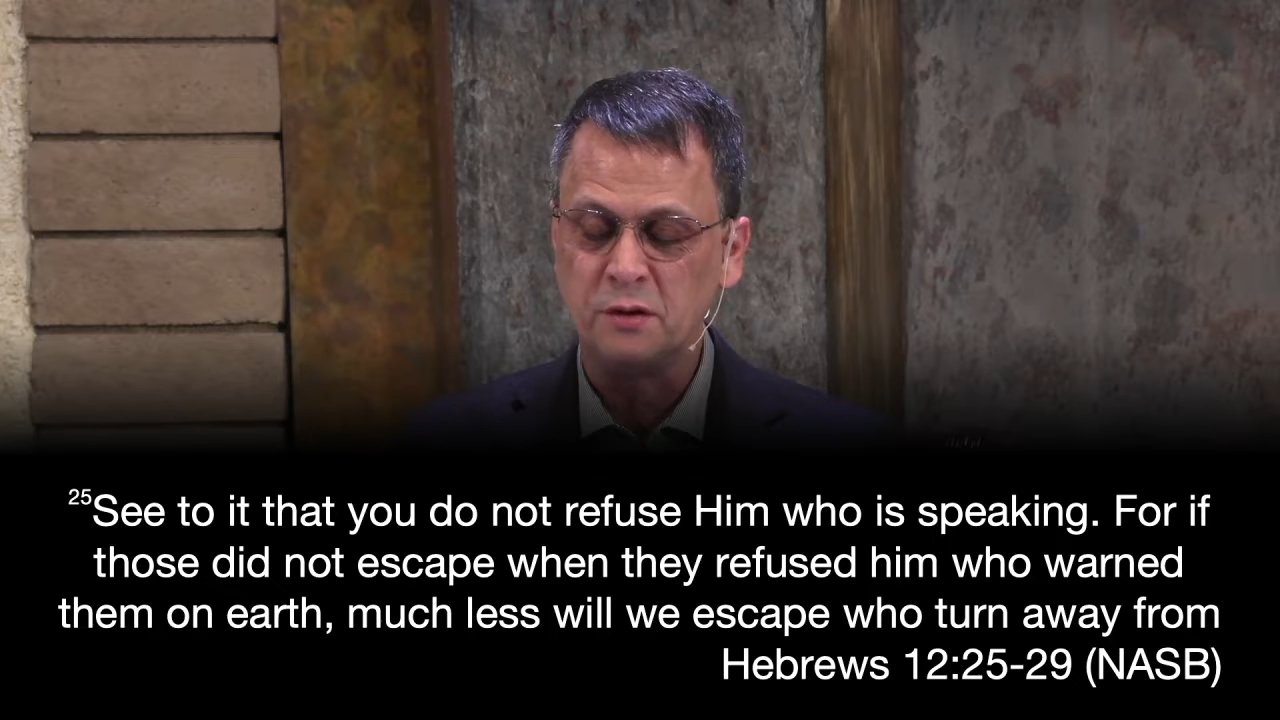 25See to it that you do not refuse Him who is speaking. For if
those did not escape when they refused him who warned
them on earth, much less will we escape who turn away from
Hebrews 12:25-29 (NASB)